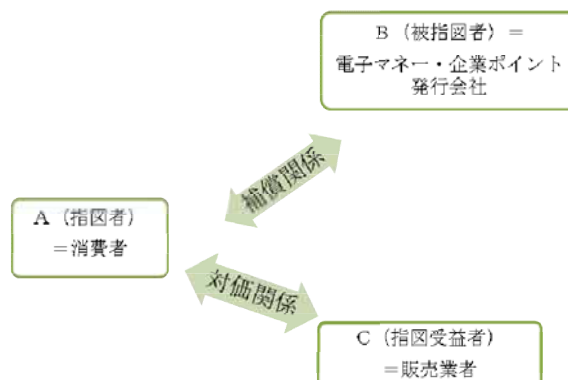 B（被指図者）＝
電子マネー・企業ポイント
発行会社
補償関係
A（指図者）
＝消費者
対価関係
C（指図受益者）
＝販売業者